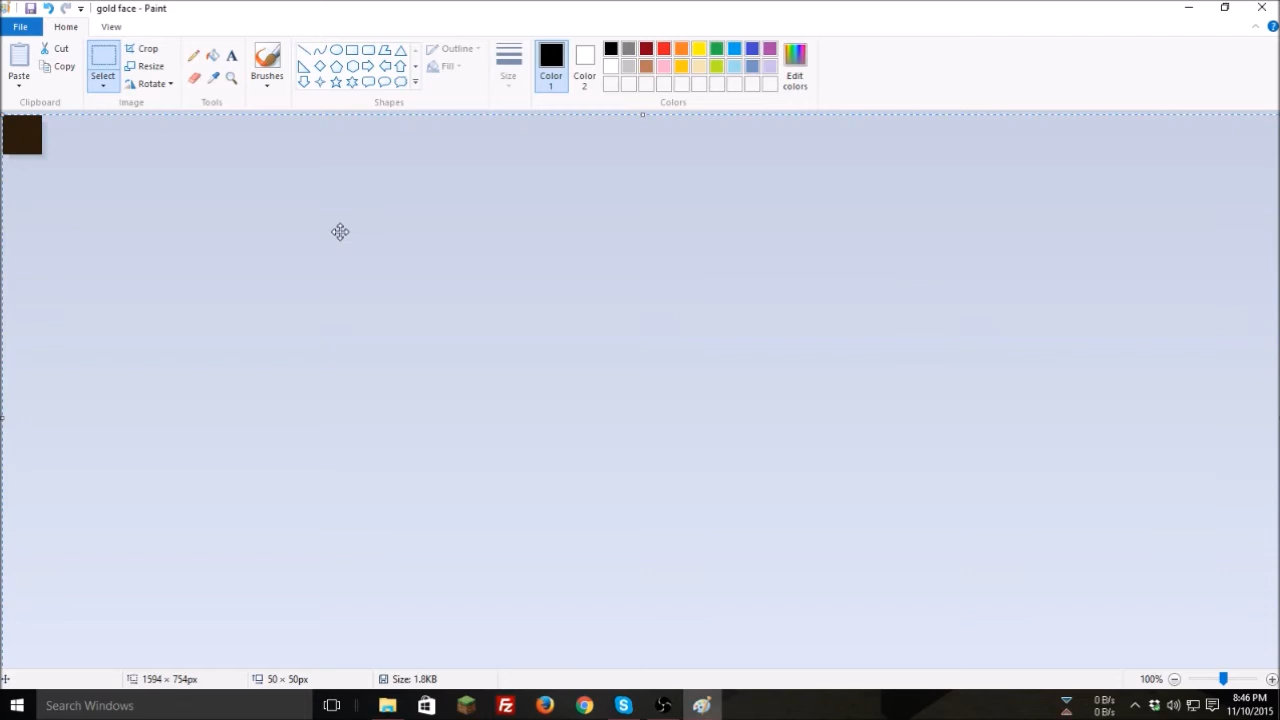 gold face - Paint
File Home View
Paste
Cut
Copy
Clipboard
Select
Crop
Resize
Rotate
Image
Tools
Brushes
Shapes
Outline
Fill
Size
Color 1
Color 2
Edit colors
Colors
1594 × 754px 50 × 50px Size: 1.8KB 100%
Search Windows
0 B/s
0 B/s
8:46 PM
11/10/2015